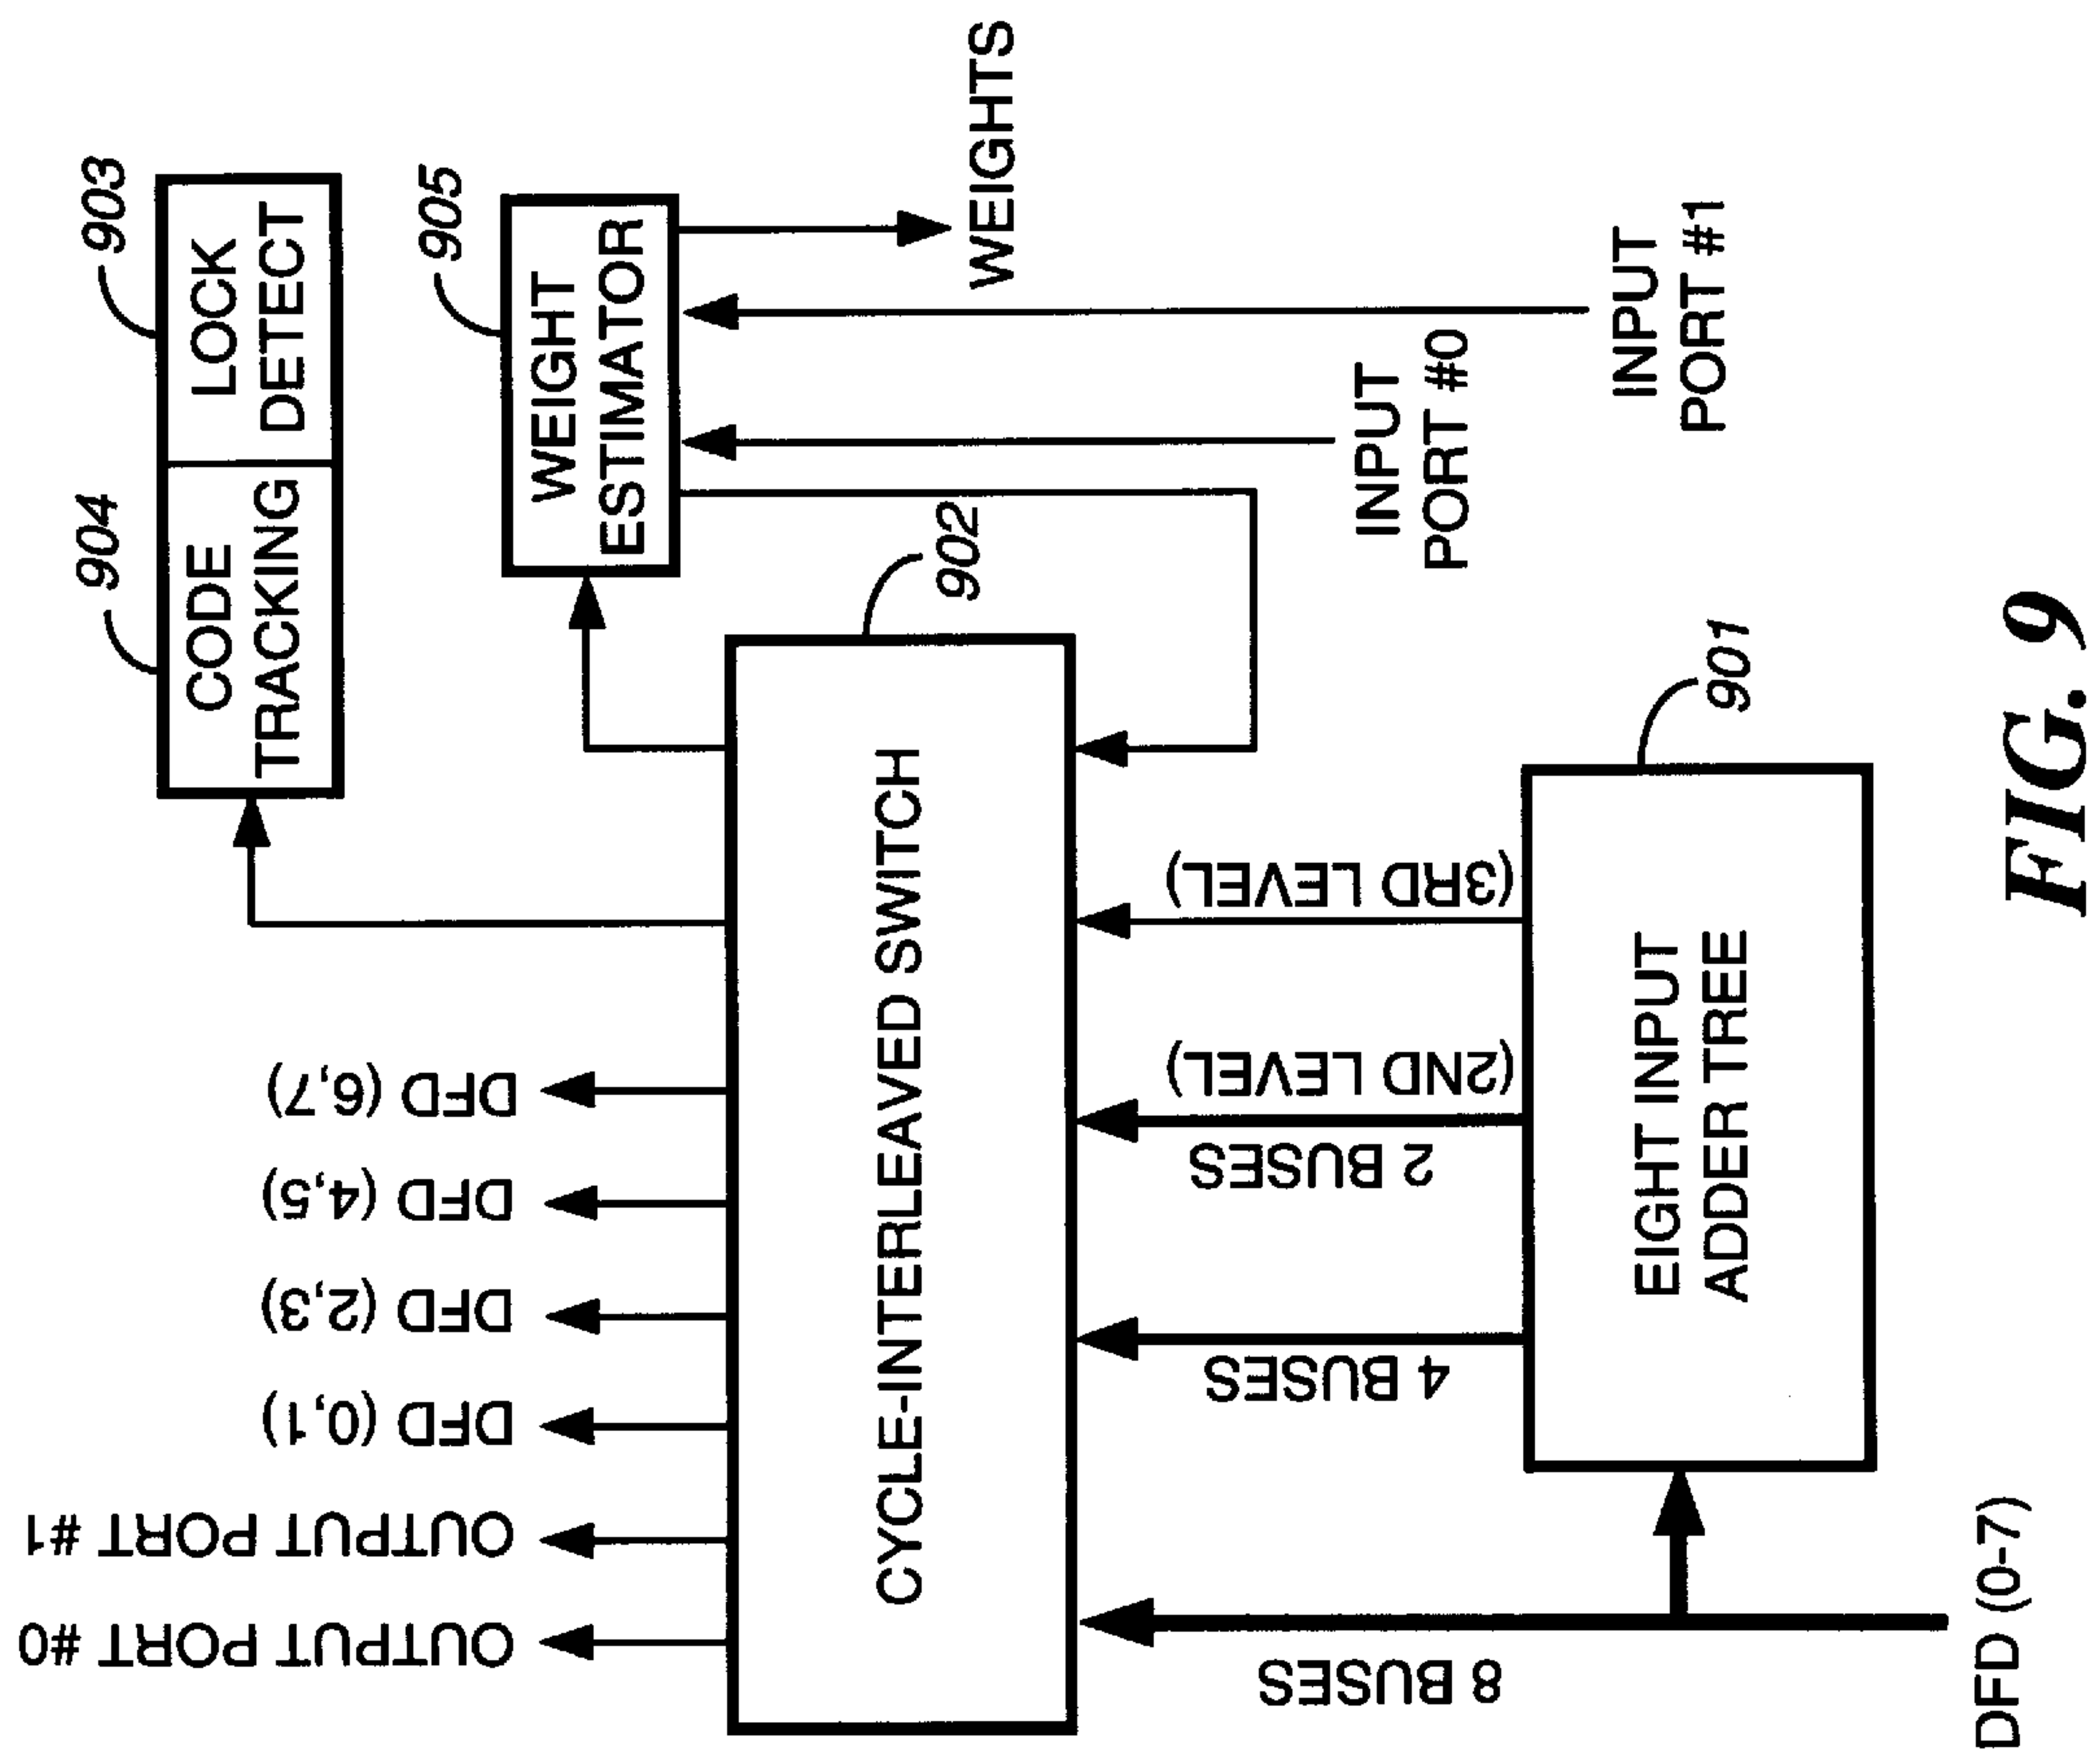 903
904
LOCK
DETECT
CODE
TRACKING
905
WEIGHT
ESTIMATOR
WEIGHTS
INPUT
PORT #0
INPUT
PORT #1
902
CYCLE-INTERLEAVED SWITCH
OUTPUT PORT #0
OUTPUT PORT #1
DFD (0,1)
DFD (2,3)
DFD (4,5)
DFD (6,7)
8 BUSES
4 BUSES
2 BUSES
(2ND LEVEL)
(3RD LEVEL)
901
EIGHT INPUT
ADDER TREE
DFD (0-7)
FIG. 9